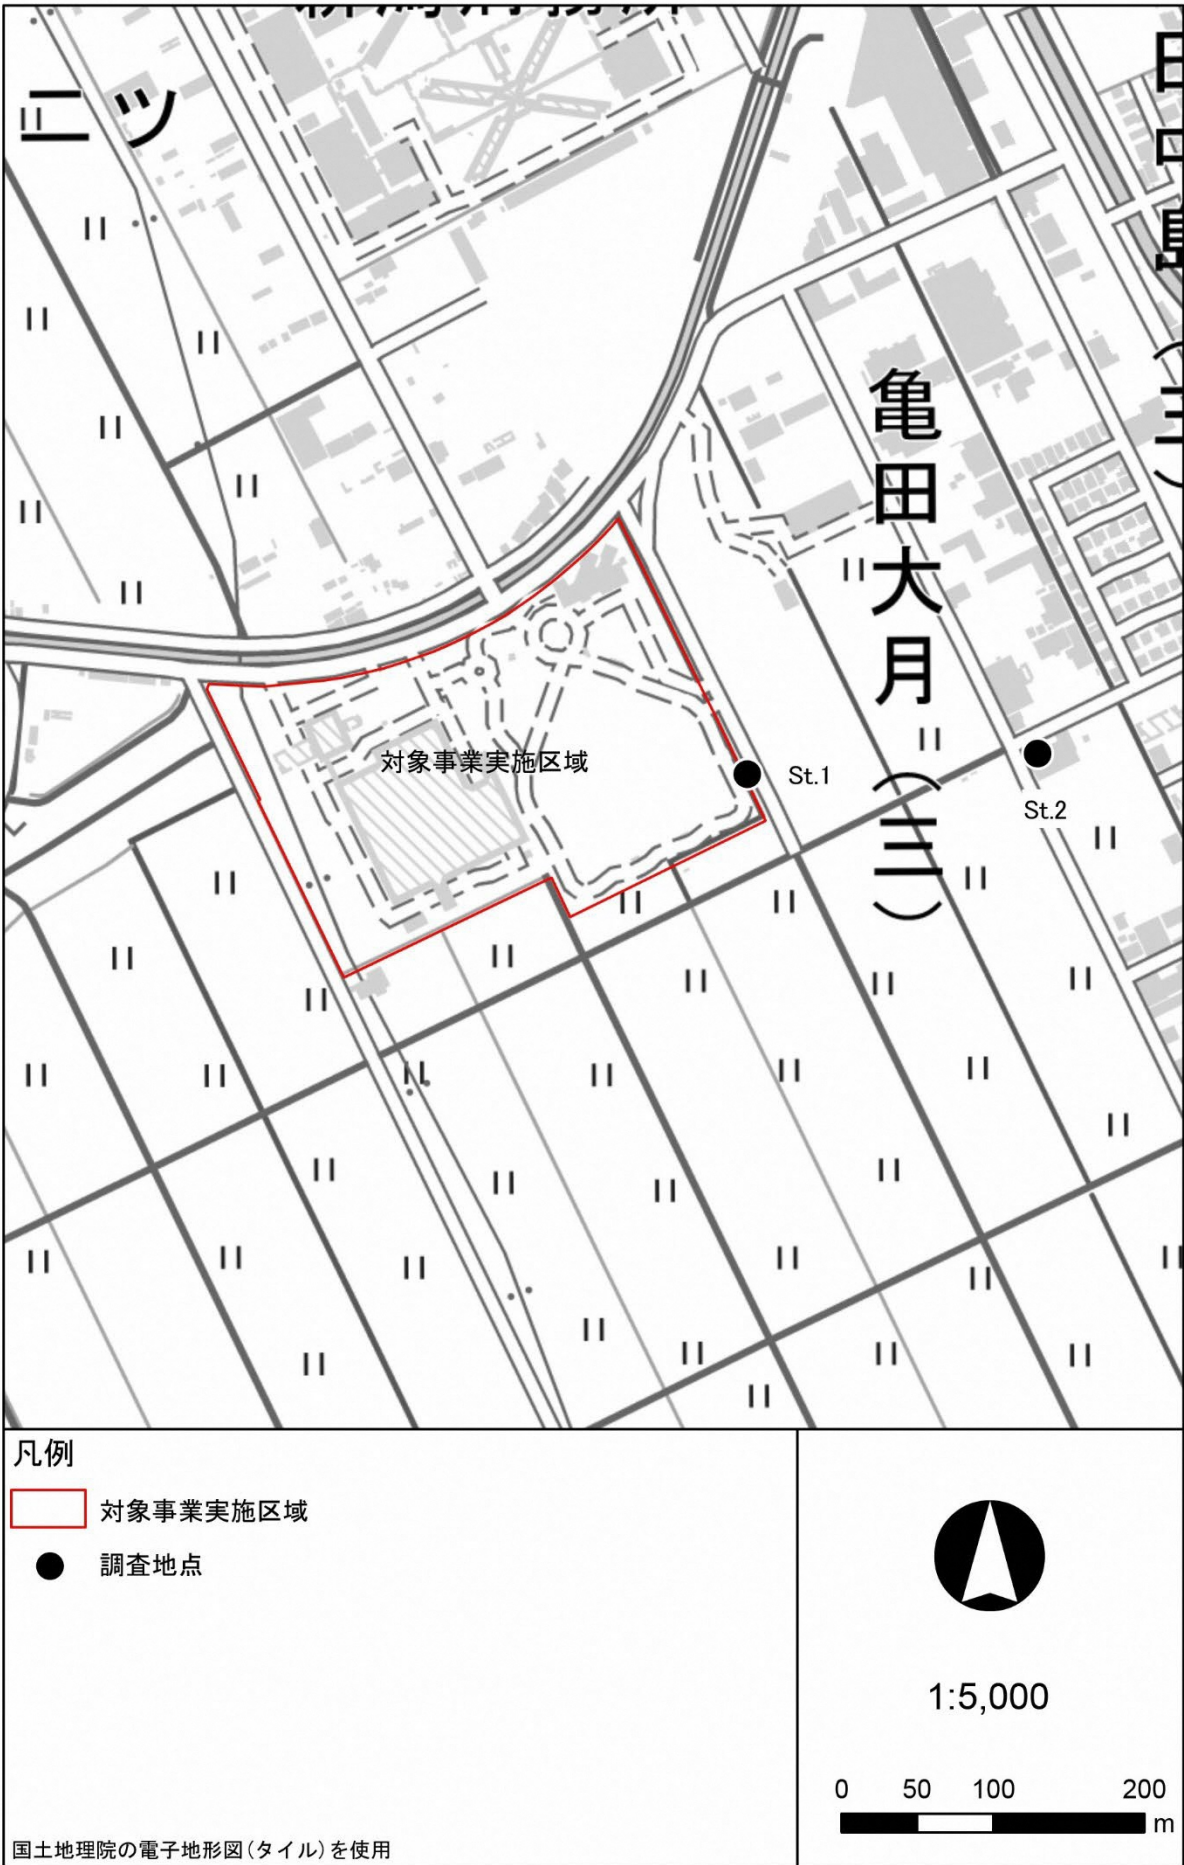 二ツ
亀田大月(三)
対象事業実施区域
St.1
St.2
凡例
対象事業実施区域
調査地点
1:5,000
0 50 100 200
m
国土地理院の電子地形図(タイル)を使用